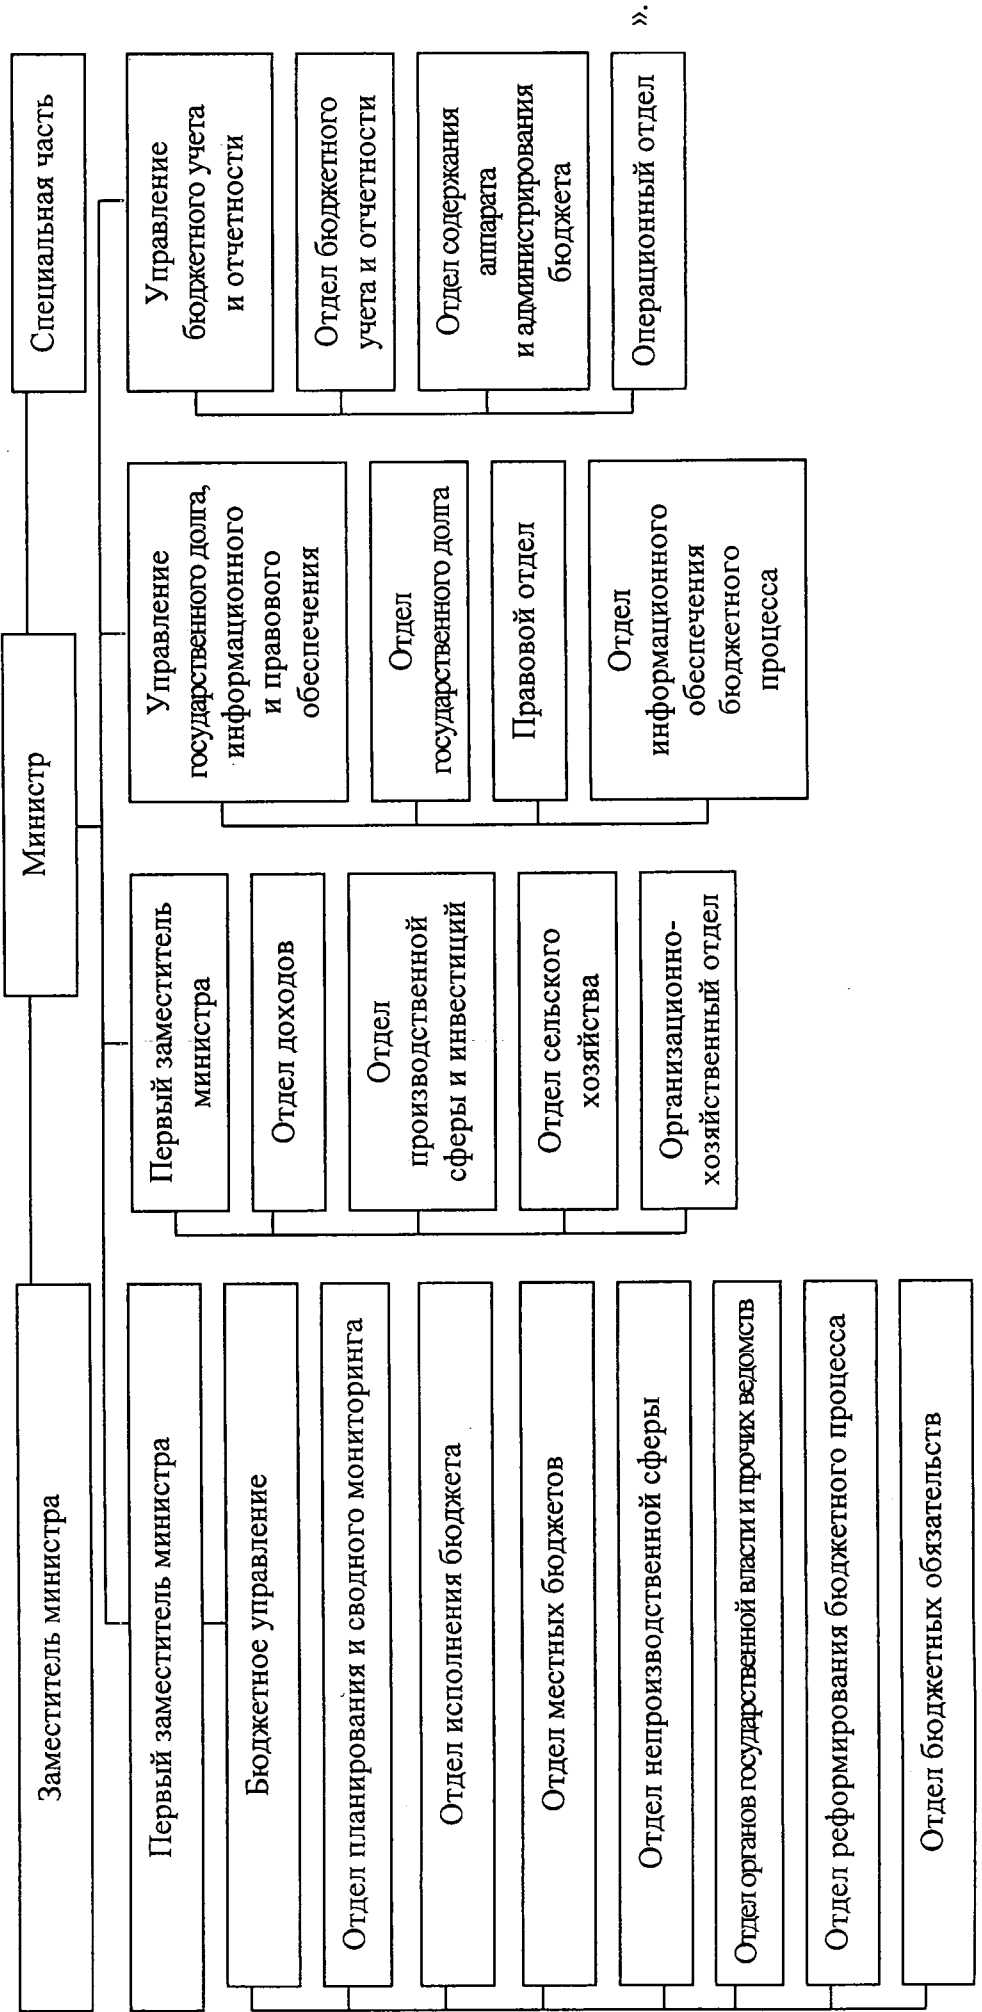 Заместитель министра
Министр
Специальная часть
Первый заместитель министра
Бюджетное управление
Отдел планирования и сводного мониторинга
Отдел исполнения бюджета
Отдел местных бюджетов
Отдел непроизводственной сферы
Отдел органов государственной власти и прочих ведомств
Отдел реформирования бюджетного процесса
Отдел бюджетных обязательств
Первый заместитель
министра
Отдел доходов
Отдел
производственной
сферы и инвестиций
Отдел сельского
хозяйства
Организационно-
хозяйственный отдел
Управление
государственного долга,
информационного
и правового
обеспечения
Отдел
государственного долга
Правовой отдел
Отдел
информационного
обеспечения
бюджетного
процесса
Управление
бюджетного учета
и отчетности
Отдел бюджетного
учета и отчетности
Отдел содержания
аппарата
и администрирования
бюджета
Операционный отдел
».